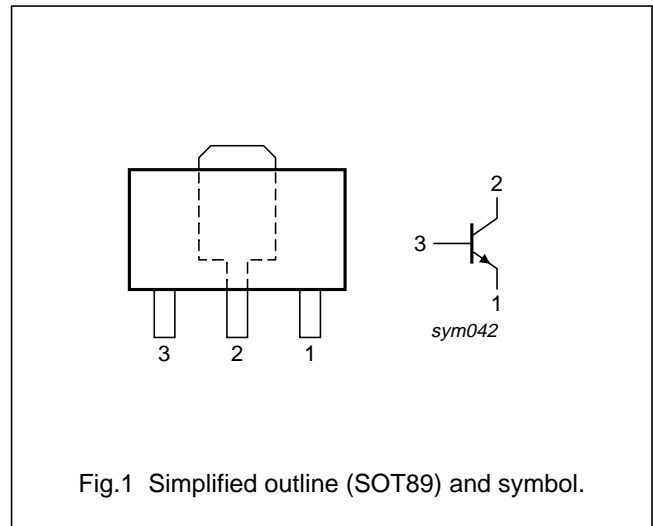 2
3
1
sym042
3 2 1
Fig.1 Simplified outline (SOT89) and symbol.